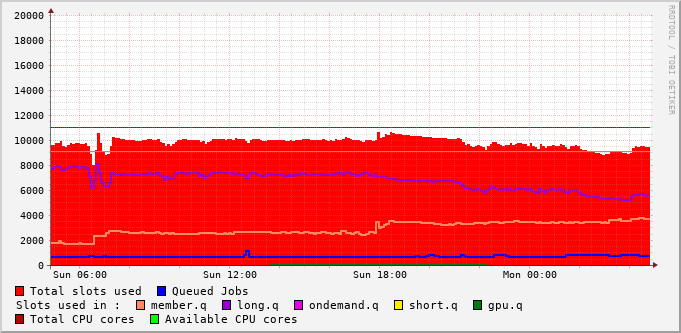 20000
18000
16000
14000
12000
10000
8000
6000
4000
2000
0
Sun 06:00 Sun 12:00 Sun 18:00 Mon 00:00
Total slots used Queued Jobs
Slots used in : member.q long.q ondemand.q short.q gpu.q
Total CPU cores Available CPU cores
RRDTOOL / TOBI OETIKER